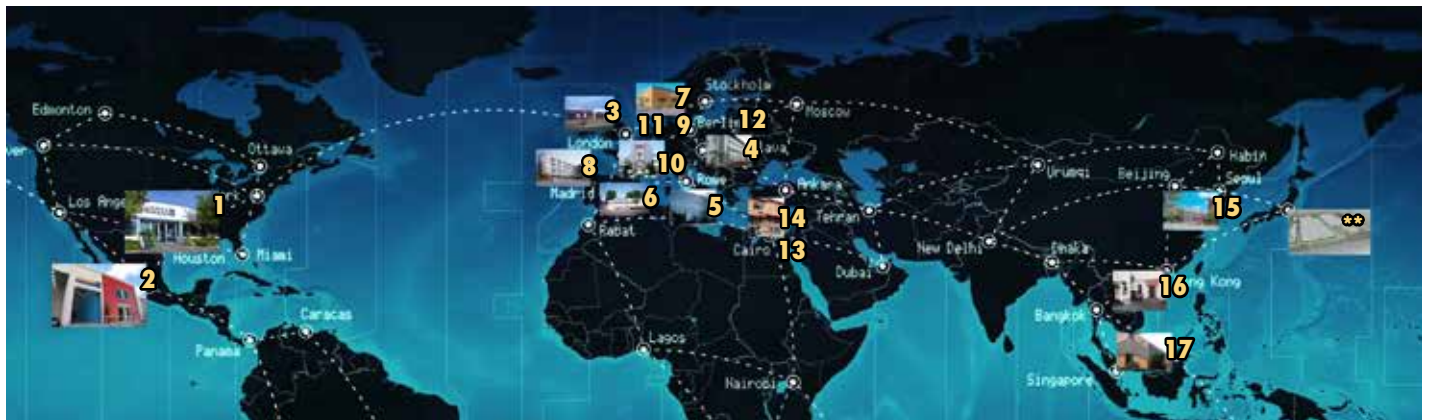 Stockholm
7
3
Edmonton
Moscow
11
9
12
London
Ottawa
4
Habin
8
10
Urumqi
Beijing
Seoul
Rome
Ankara
Madrid
6
5
1
Los Ange
15
14
Tehran
**
Rabat
New Delhi
Cairo
13
Dhaka
Houston
Miami
Dubai
2
16
ng Kong
Caracas
Bangkok
Lagos
17
Panama
Singapore
Nairobi